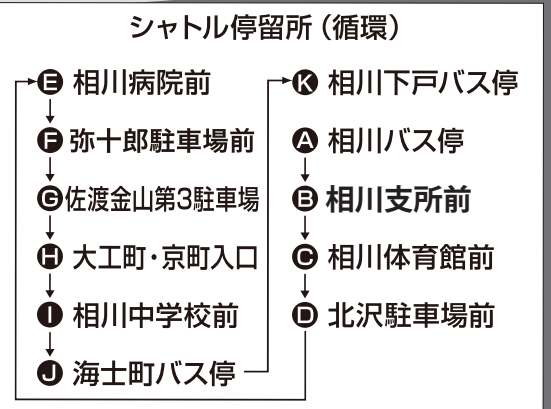 シャトル停留所（循環）
E 相川病院前
F 弥十郎駐車場前
G 佐渡金山第3駐車場
H 大工町・京町入口
I 相川中学校前
J 海士町バス停
K 相川下戸バス停
A 相川バス停
B 相川支所前
C 相川体育館前
D 北沢駐車場前